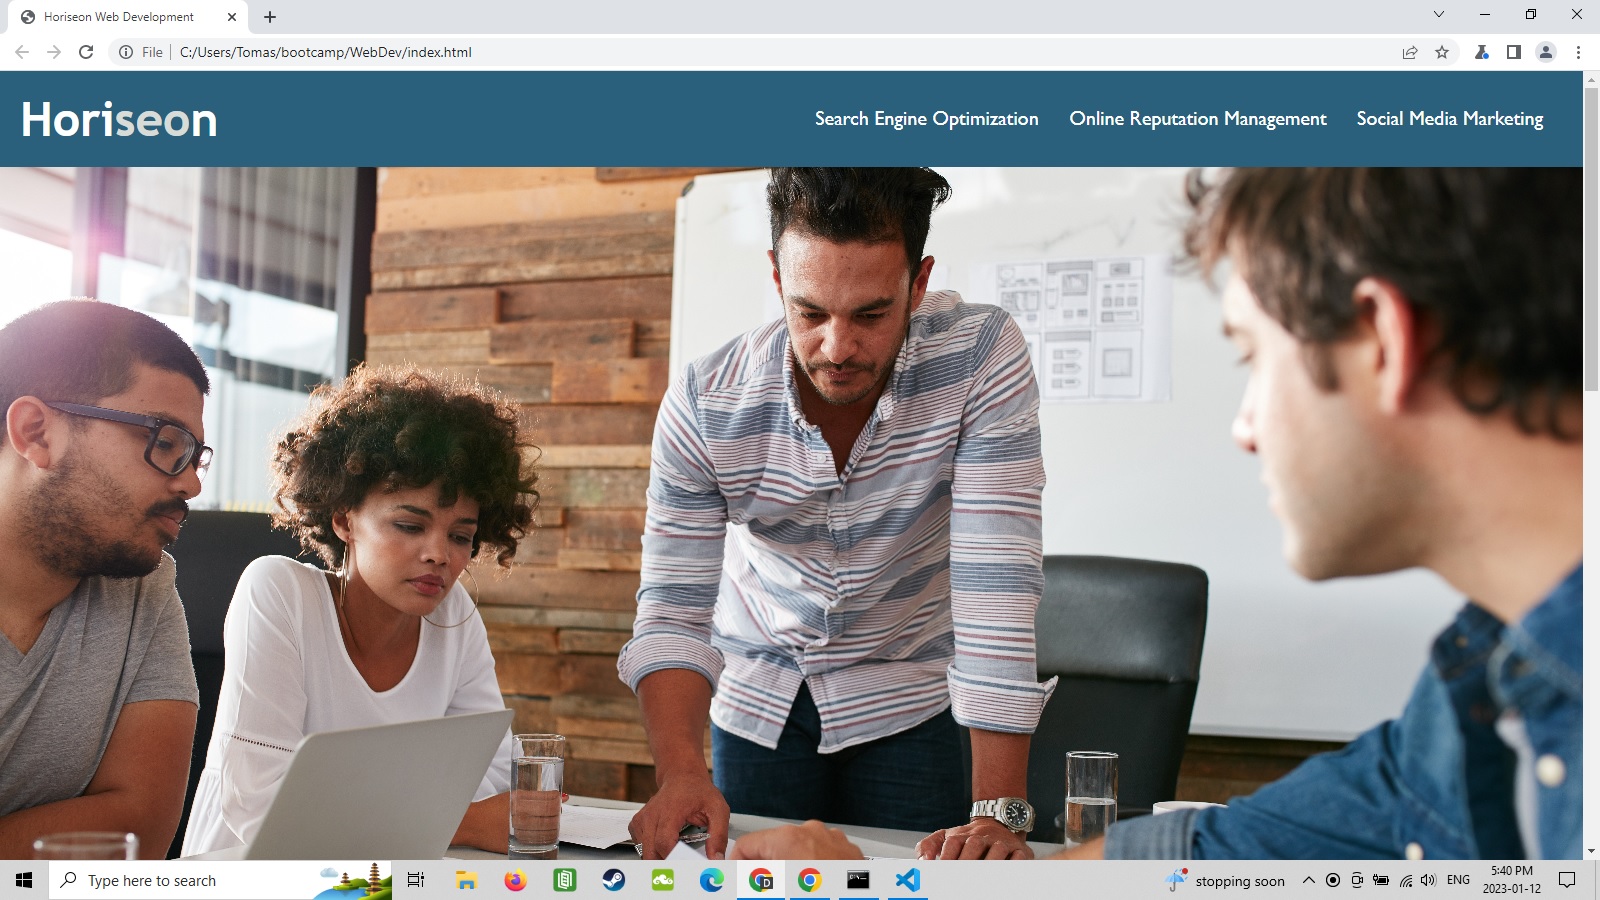 Horiseon Web Development
File
C:/Users/Tomas/bootcamp/WebDev/index.html
Horiseon
Search Engine Optimization
Online Reputation Management
Social Media Marketing
Type here to search
D
stopping soon
ENG
5:40 PM
2023-01-12